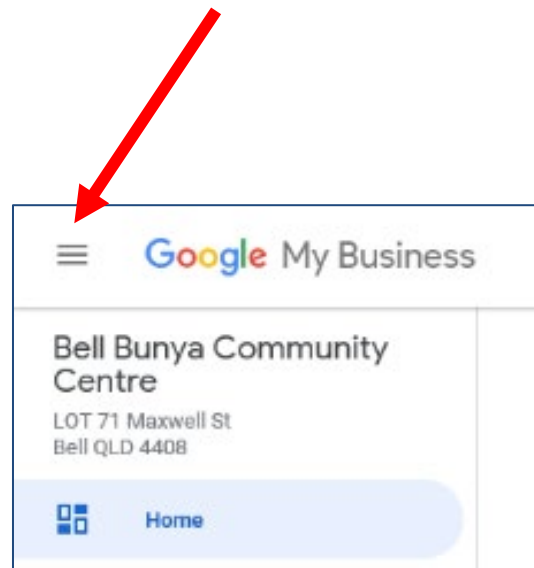 Google My Business
Bell Bunya Community
Centre
LOT 71 Maxwell St
Bell QLD 4408
Home